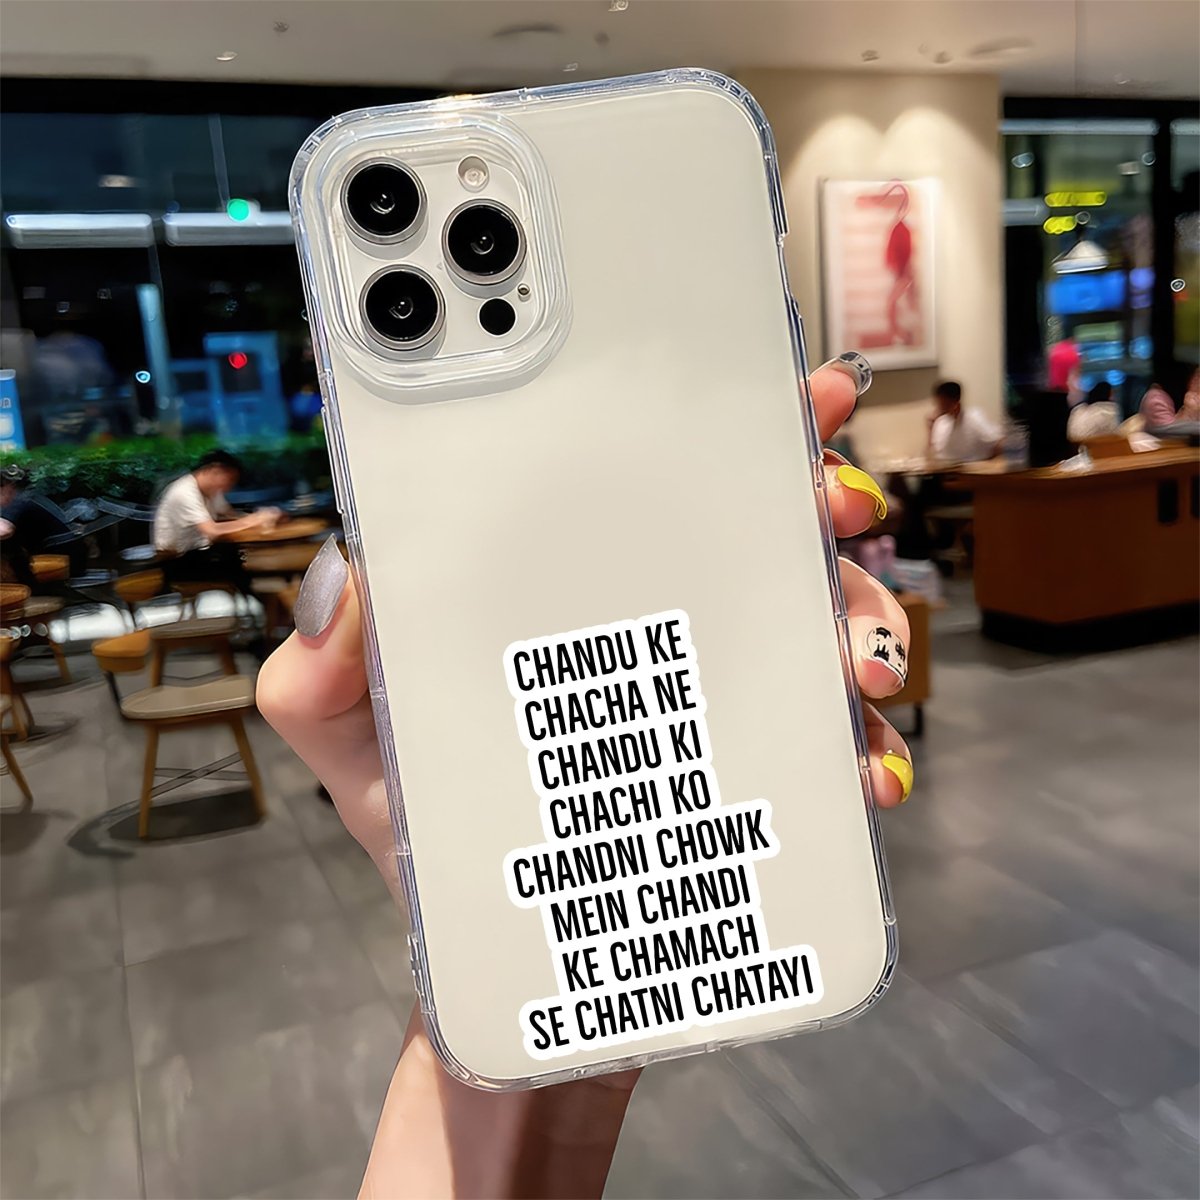 CHANDU KE
CHACHA NE
CHANDU KI
CHACHI KO
CHANDNI CHOWK
MEIN CHANDI
KE CHAMACH
SE CHATNI CHATAYI